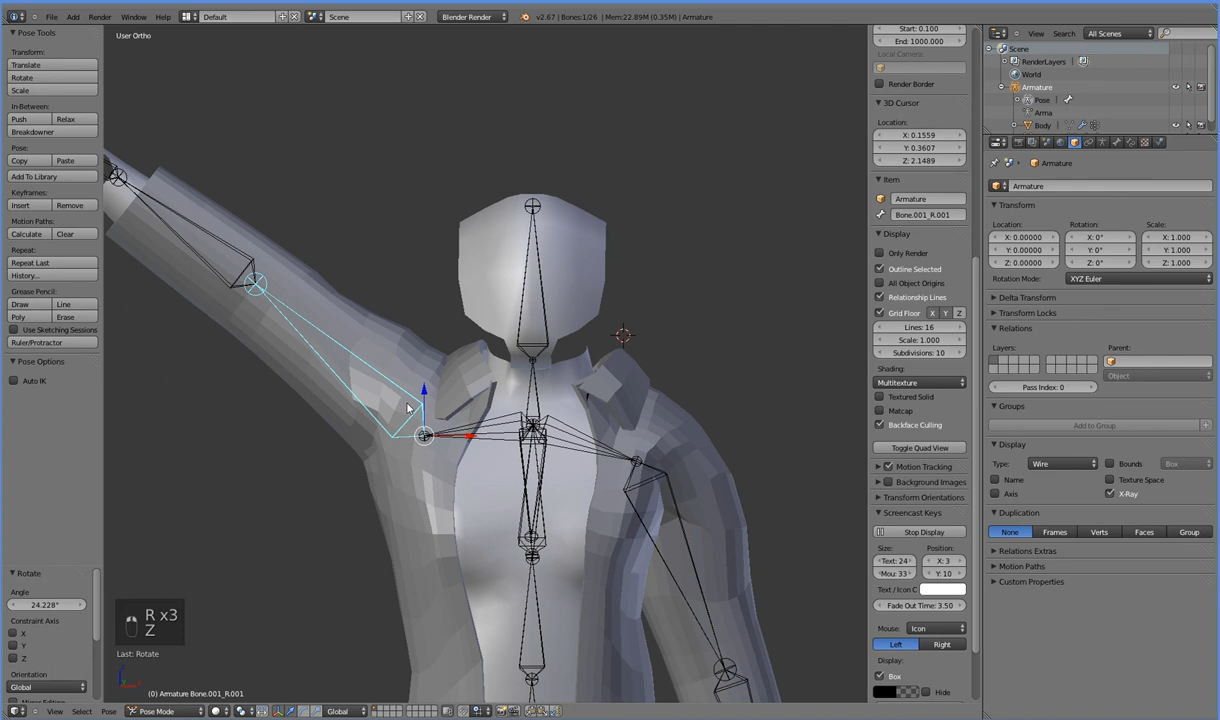 File Add Render Window Help Default Scene Blender Render v2.67 | Bones:1/26 | Mem:22.89M (0.35M) | Armature
Pose Tools
Transform:
Translate
Rotate
Scale
In-Between:
Push Relax
Breakdowner
Pose:
Copy Paste
Add To Library
Keyframes:
Insert Remove
Motion Paths:
Calculate Clear
Repeat:
Repeat Last
History...
Grease Pencil:
Draw Line
Poly Erase
Use Sketching Sessions
Ruler/Protractor
Pose Options
Auto IK
Rotate
Angle
24.228°
Constraint Axis
X
Y
Z
Orientation
Global
User Ortho
R x3
Z
Last: Rotate
(0) Armature Bone.001_R.001
View Select Pose Pose Mode Global
Start: 0.100
End: 1000.000
Local Camera:
Render Border
3D Cursor
Location:
X: 0.1559
Y: 0.3607
Z: 2.1489
Item
Armature
Bone.001_R.001
Display
Only Render
Outline Selected
All Object Origins
Relationship Lines
Grid Floor X Y Z
Lines: 16
Scale: 1.000
Subdivisions: 10
Shading:
Multitexture
Textured Solid
Matcap
Backface Culling
Toggle Quad View
Motion Tracking
Background Images
Transform Orientations
Screencast Keys
Stop Display
Size: Position:
Text: 24 X: 3
Mou: 33 Y: 10
Text / Icon C
Fade Out Time: 3.50
Mouse: Icon
Left Right
Display:
Box
Hide
View Search All Scenes
Scene
RenderLayers
World
Armature
Pose
Arma
Body
Armature
Armature
Transform
Location: Rotation: Scale:
X: 0.00000 X: 0° X: 1.000
Y: 0.00000 Y: 0° Y: 1.000
Z: 0.00000 Z: 0° Z: 1.000
Rotation Mode: XYZ Euler
Delta Transform
Transform Locks
Relations
Layers: Parent:
Object
Pass Index: 0
Groups
Add to Group
Display
Type: Wire Bounds Box
Name Texture Space
Axis X-Ray
Duplication
None Frames Verts Faces Group
Relations Extras
Motion Paths
Custom Properties